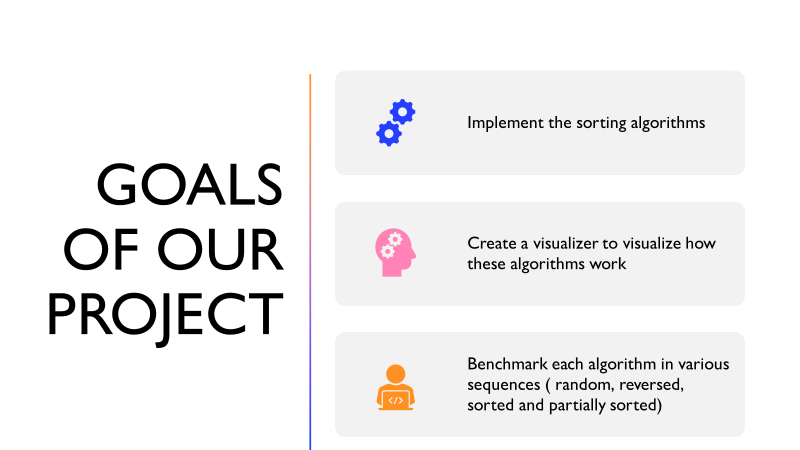 GOALS
OF OUR
PROJECT
Implement the sorting algorithms
Create a visualizer to visualize how
these algorithms work
Benchmark each algorithm in various
sequences ( random, reversed,
sorted and partially sorted)